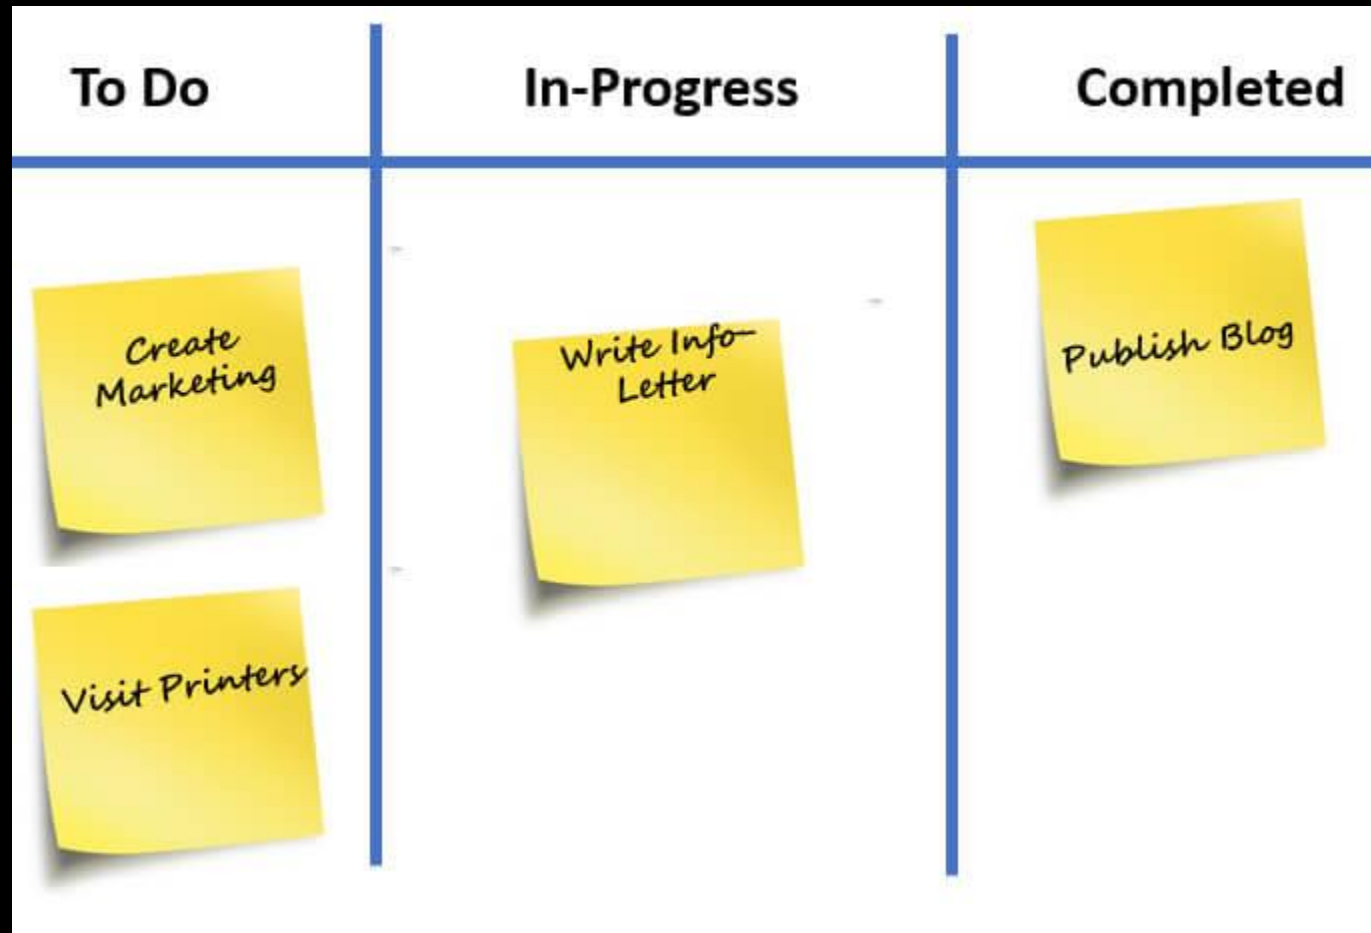 To Do
In-Progress
Completed
Create
Marketing
Visit Printers
Write Info-
Letter
Publish Blog